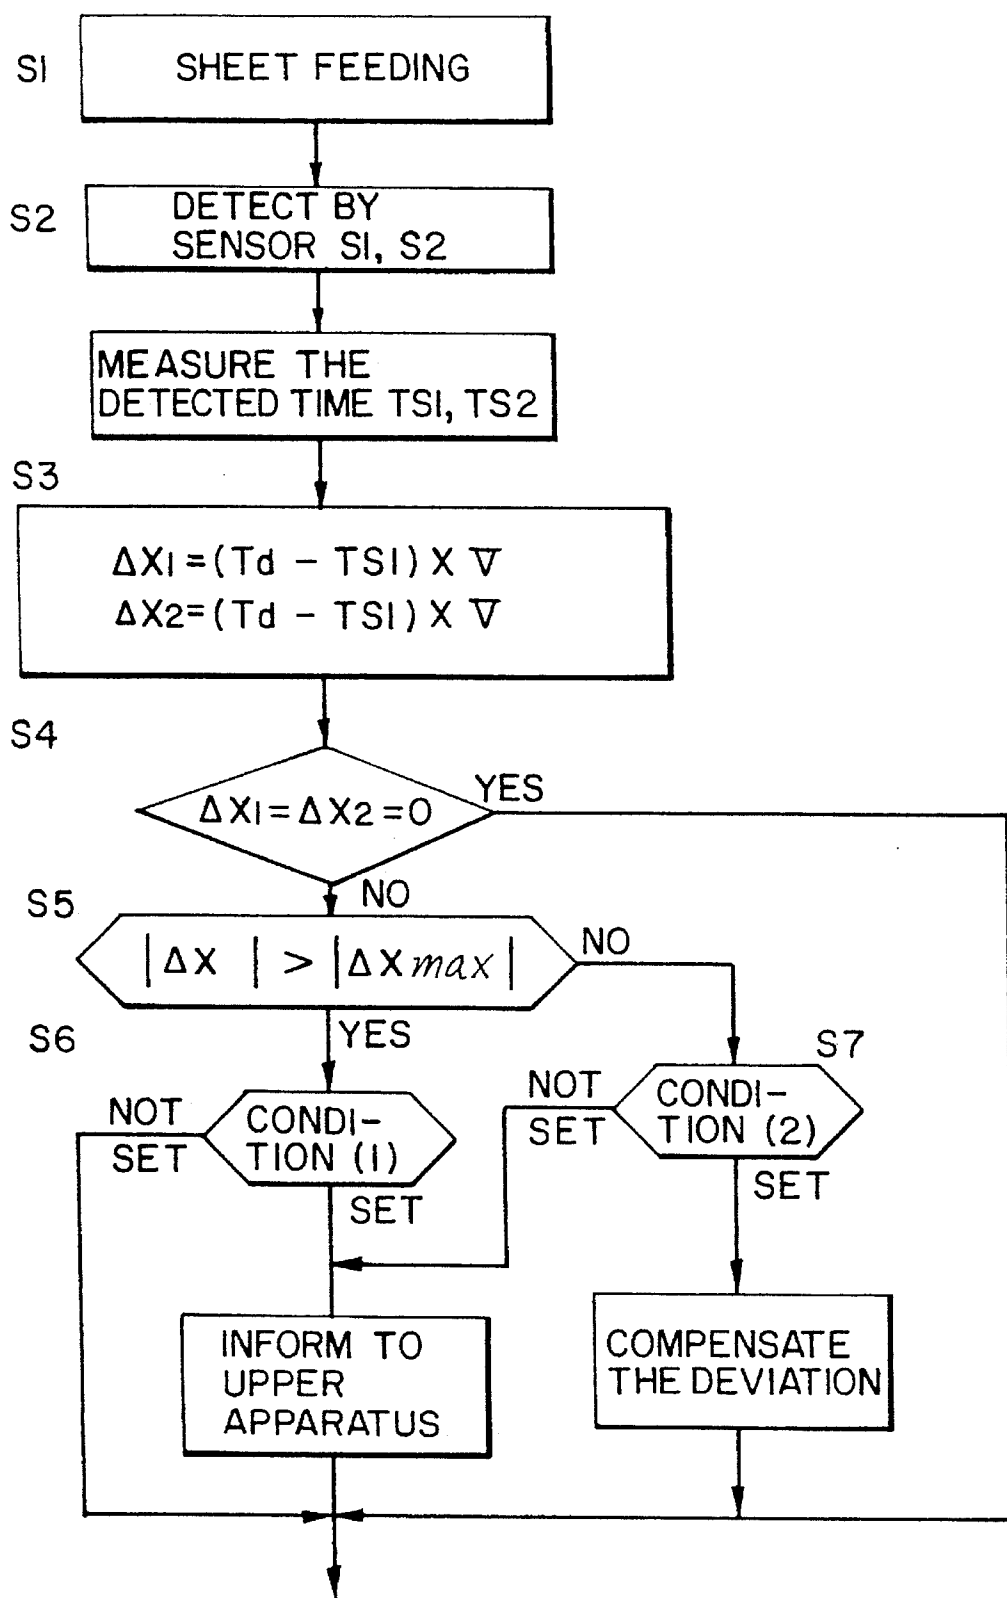 S1
SHEET FEEDING
S2
DETECT BY
SENSOR S1, S2
MEASURE THE
DETECTED TIME TS1, TS2
S3
ΔX1=(Td - TS1) X V
ΔX2=(Td - TS1) X V
S4
ΔX1=ΔX2=0
YES
NO
S5
|ΔX | > |ΔX max|
NO
YES
S6
S7
NOT
SET
CONDI-
TION (1)
SET
NOT
SET
CONDI-
TION (2)
SET
INFORM TO
UPPER
APPARATUS
COMPENSATE
THE DEVIATION